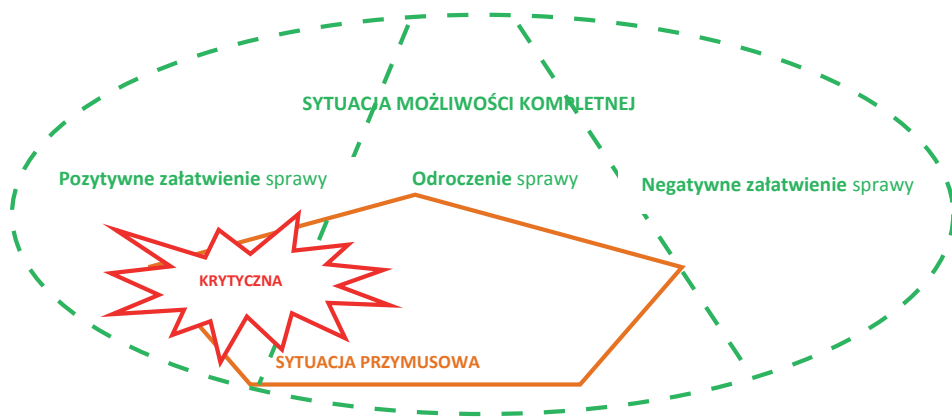 SYTUACJA MOŻLIWOŚCI KOMPLETNEJ
Pozytywne załatwienie sprawy
Odroczenie sprawy
Negatywne załatwienie sprawy
KRYTYCZNA
SYTUACJA PRZYMUSOWA